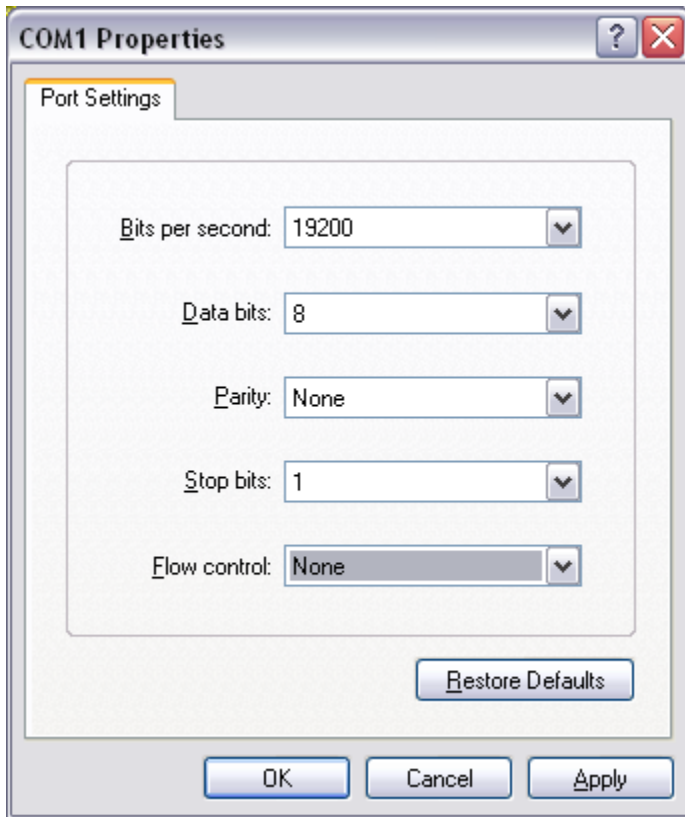 COM1 Properties
Port Settings
Bits per second: 19200
Data bits: 8
Parity: None
Stop bits: 1
Flow control: None
Restore Defaults
OK Cancel Apply